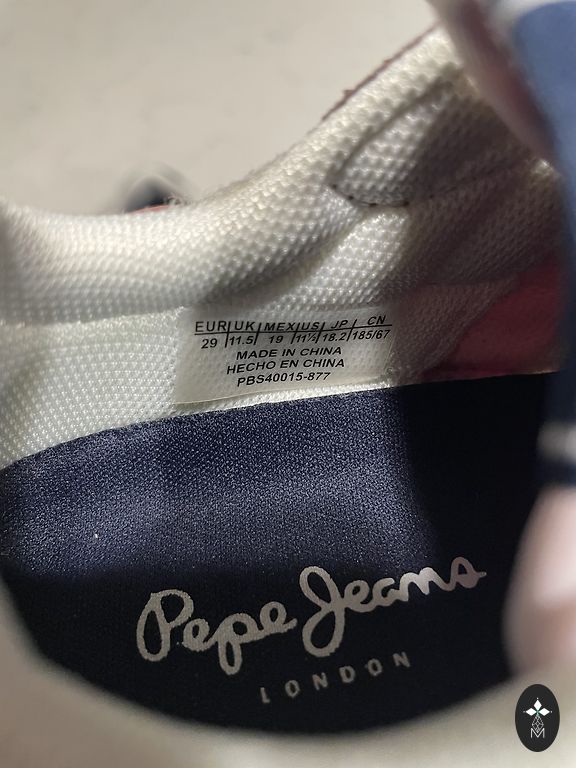 EUR|UK|MEX|US|JP|CN
29|11.5|19|11½|18.2|185/67
MADE IN CHINA
HECHO EN CHINA
PBS40015-877
Pepe Jeans
LONDON
M